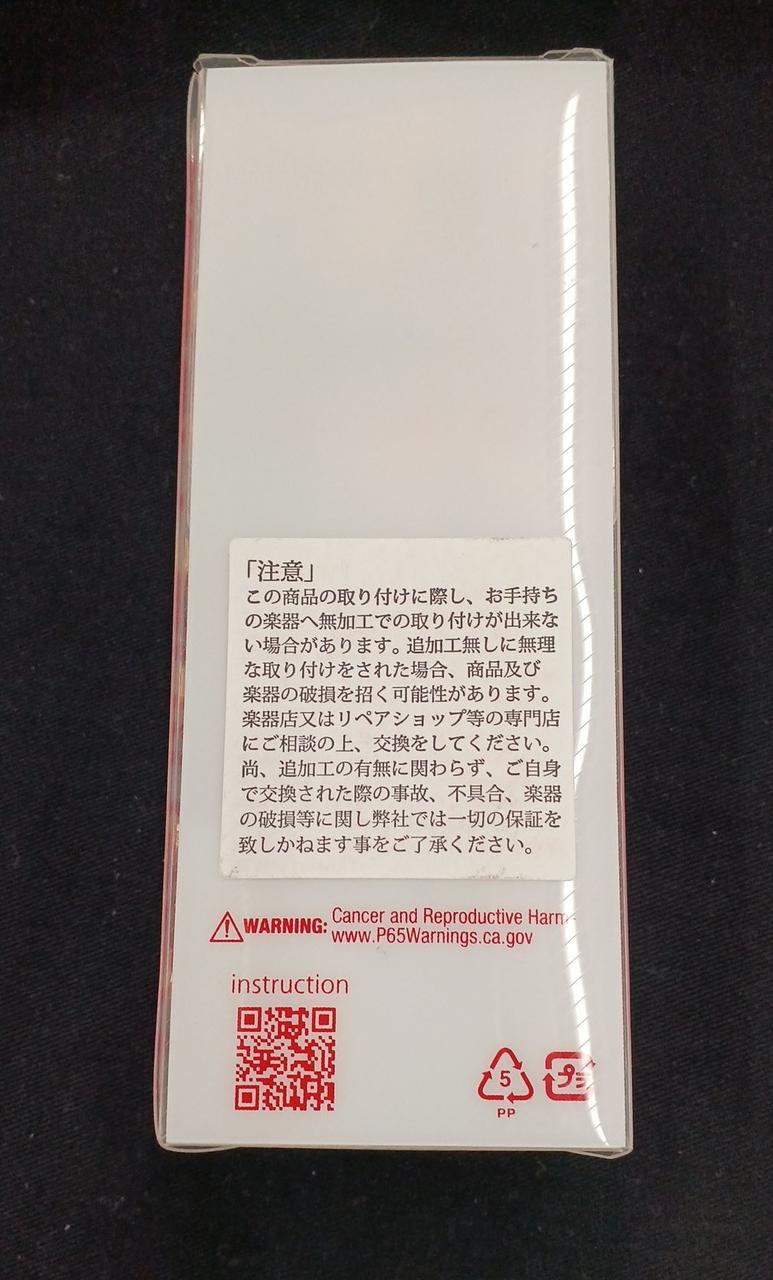 「注意」
この商品の取り付けに際し、お手持ち
の楽器へ無加工での取り付けが出来な
い場合があります。追加工無しに無理
な取り付けをされた場合、商品及び
楽器の破損を招く可能性があります。
楽器店又はリペアショップ等の専門店
にご相談の上、交換をしてください。
尚、追加工の有無に関わらず、ご自身
で交換された際の事故、不具合、楽器
の破損等に関し弊社では一切の保証を
致しかねます事をご了承ください。
WARNING: Cancer and Reproductive Harm-
www.P65Warnings.ca.gov
instruction
5
PP
プラ